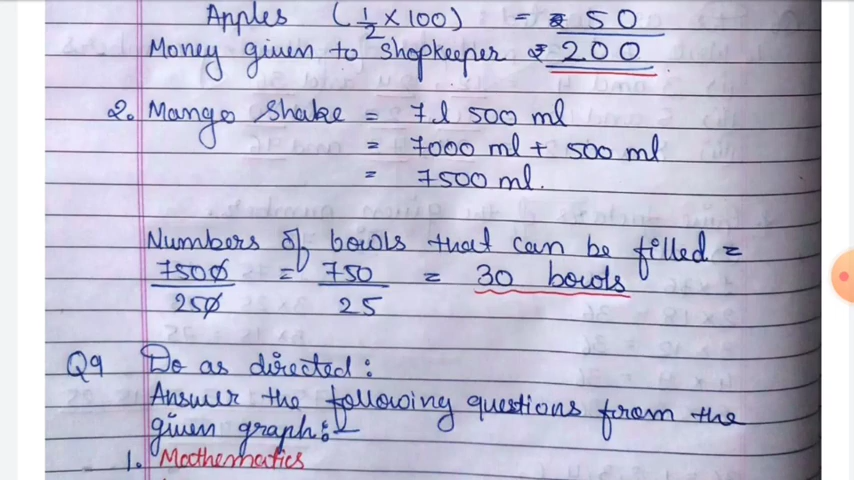 Apples (1/2 × 100) = ₹ 50
Money given to shopkeeper ₹ 200
2. Mango Shake = 7 l 500 ml
= 7000 ml + 500 ml
= 7500 ml.
Numbers of bowls that can be filled =
7500/250 = 750/25 = 30 bowls
Q9 Do as directed:
Answer the following questions from the
given graph:-
1. Mathematics